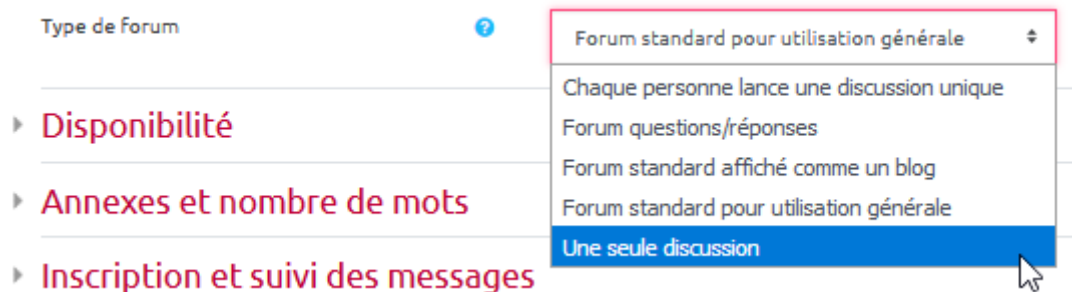 Type de forum
?
Forum standard pour utilisation générale
Chaque personne lance une discussion unique
Forum questions/réponses
Forum standard affiché comme un blog
Forum standard pour utilisation générale
Une seule discussion
Disponibilité
Annexes et nombre de mots
Inscription et suivi des messages